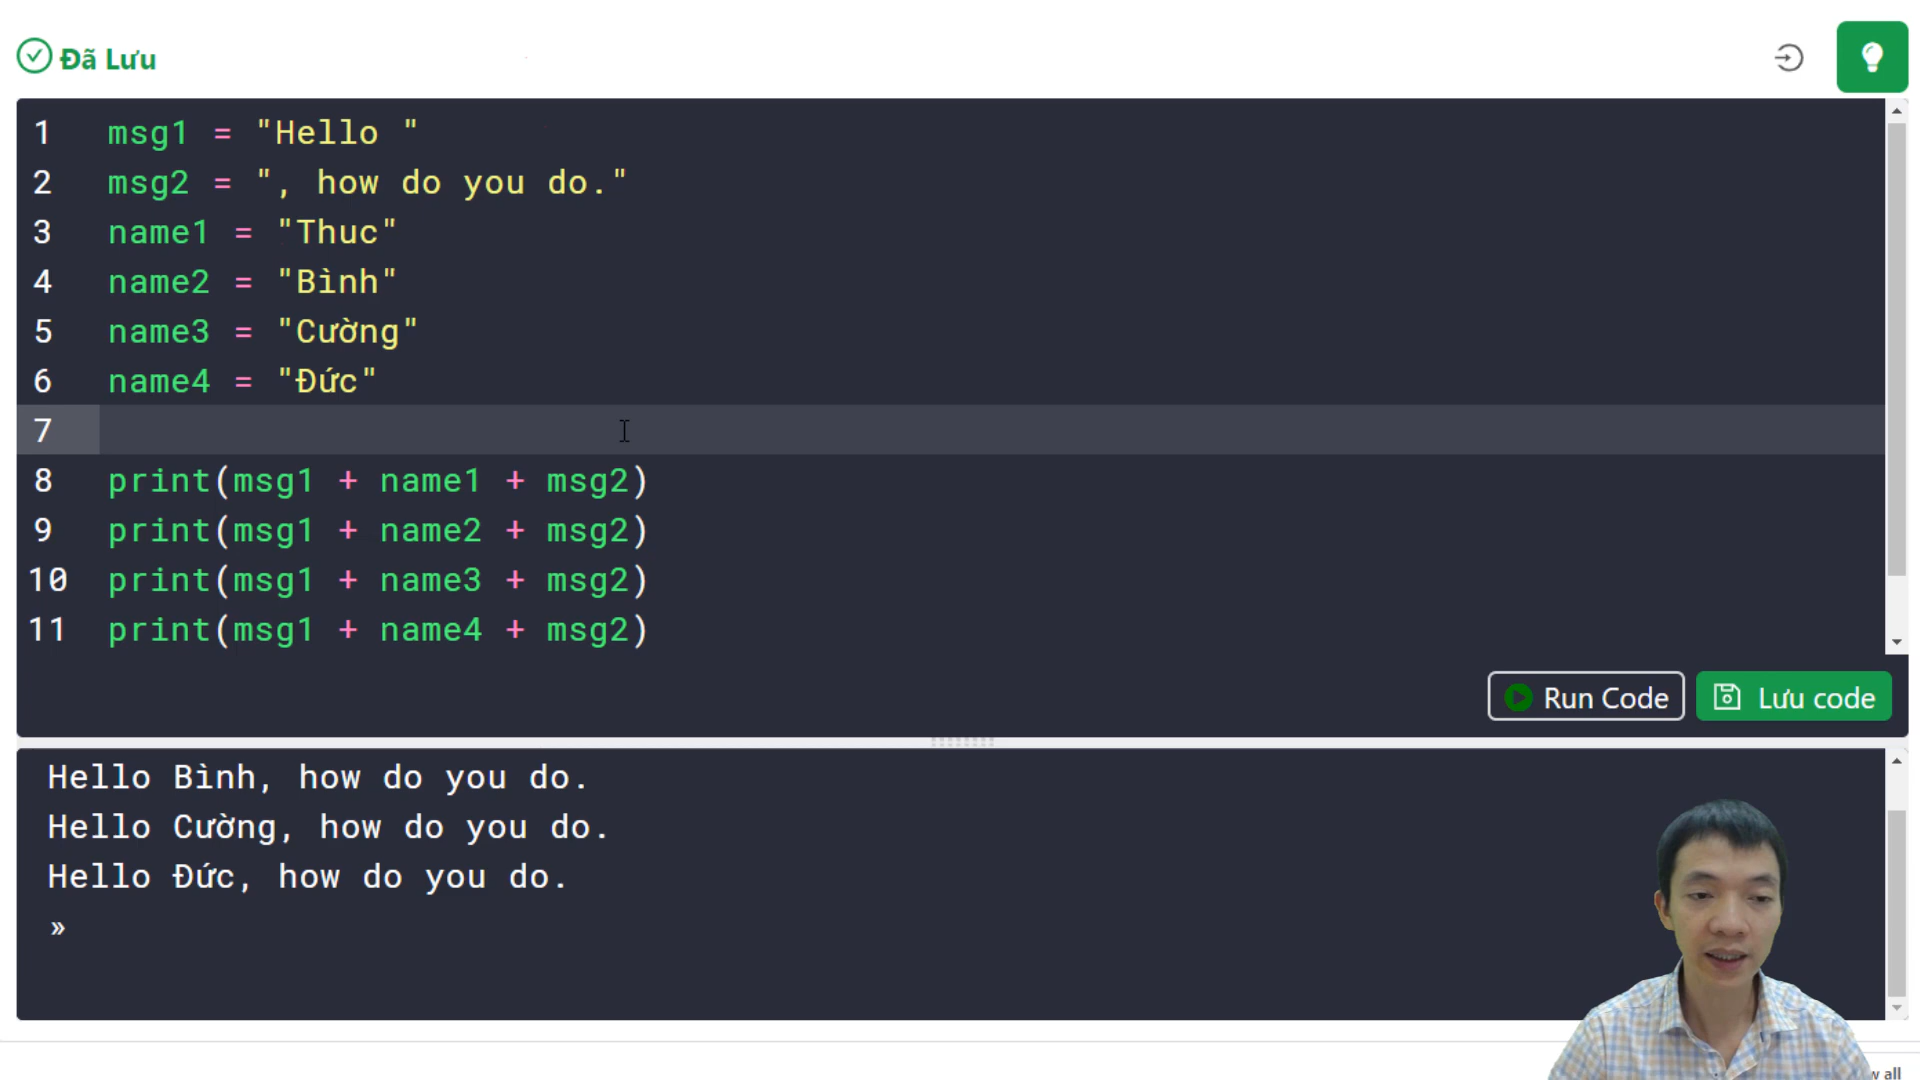 Đã Lưu
1 msg1 = "Hello "
2 msg2 = ", how do you do."
3 name1 = "Thuc"
4 name2 = "Bình"
5 name3 = "Cường"
6 name4 = "Đức"
7
8 print(msg1 + name1 + msg2)
9 print(msg1 + name2 + msg2)
10 print(msg1 + name3 + msg2)
11 print(msg1 + name4 + msg2)
Run Code Lưu code
Hello Bình, how do you do.
Hello Cường, how do you do.
Hello Đức, how do you do.
»
all